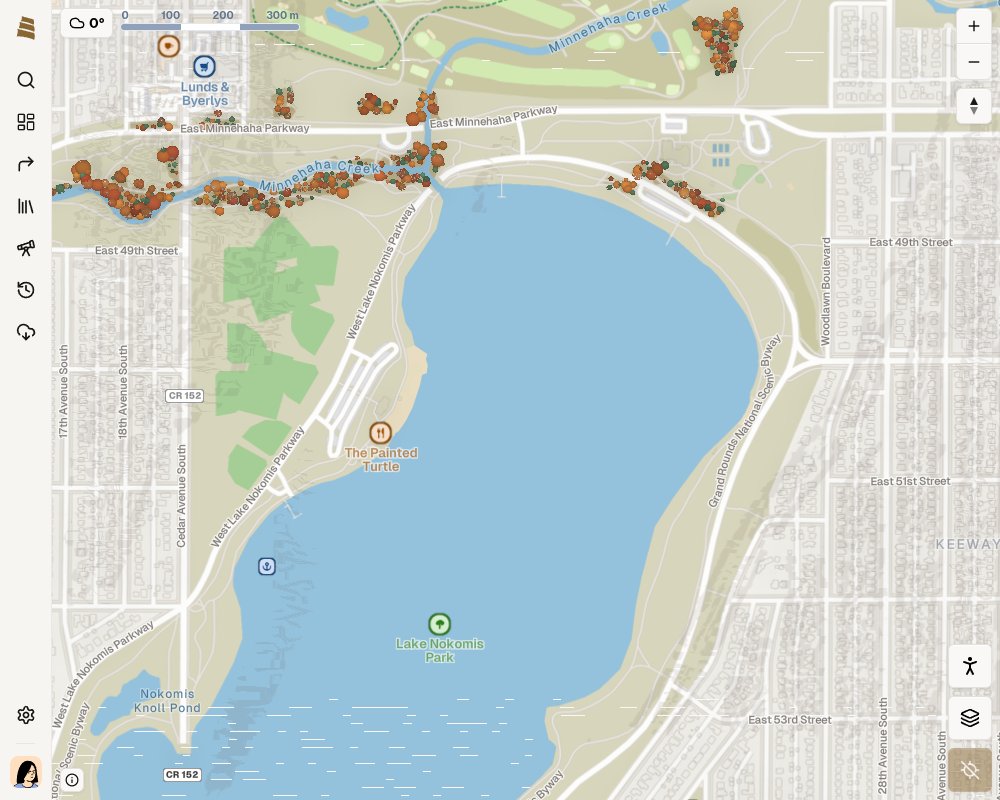 0°
0 100 200 300 m
Minnehaha Creek
Lunds &
Byerlys
East Minnehaha Parkway
East Minnehaha Parkway
Minnehaha Creek
East 49th Street
East 49th Street
West Lake Nokomis Parkway
Woodlawn Boulevard
17th Avenue South
18th Avenue South
CR 152
Grand Rounds National Scenic Byway
The Painted
Turtle
West Lake Nokomis Parkway
Cedar Avenue South
East 51st Street
KEEWAY
Lake Nokomis
Park
West Lake Nokomis Parkway
Nokomis
Knoll Pond
East 53rd Street
28th Avenue South
Avenue South
Scenic Byway
CR 152
Byway